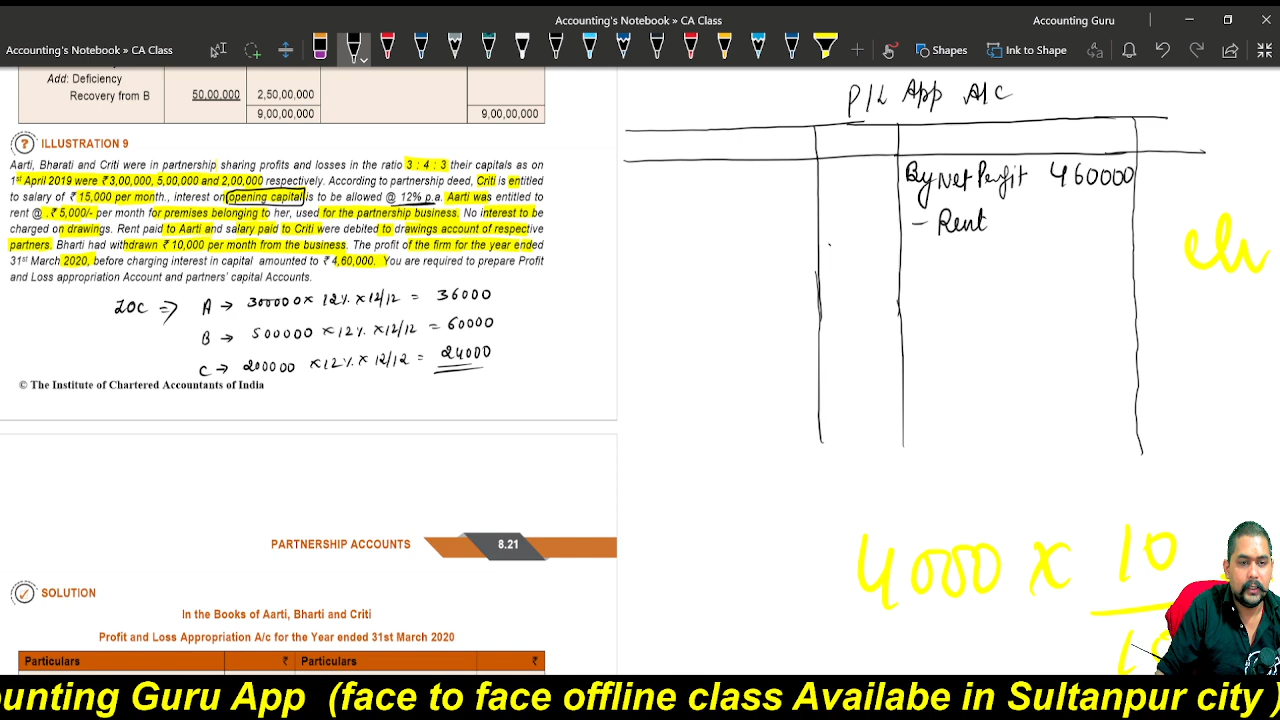 Accounting's Notebook » CA Class
Accounting Guru
Accounting's Notebook » CA Class
Shapes
Ink to Shape
Add: Deficiency
Recovery from B 50,00,000 2,50,00,000
9,00,00,000 9,00,00,000
? ILLUSTRATION 9
Aarti, Bharati and Criti were in partnership sharing profits and losses in the ratio 3 : 4 : 3 their capitals as on
1st April 2019 were ₹ 3,00,000, 5,00,000 and 2,00,000 respectively. According to partnership deed, Criti is entitled
to salary of ₹ 15,000 per month., interest on opening capital is to be allowed @ 12% p.a. Aarti was entitled to
rent @ .₹ 5,000/- per month for premises belonging to her, used for the partnership business. No interest to be
charged on drawings. Rent paid to Aarti and salary paid to Criti were debited to drawings account of respective
partners. Bharti had withdrawn ₹ 10,000 per month from the business. The profit of the firm for the year ended
31st March 2020, before charging interest in capital amounted to ₹ 4,60,000, You are required to prepare Profit
and Loss appropriation Account and partners' capital Accounts.
IOC => A → 300000 x 12% x 12/12 = 36000
B → 500000 x 12% x 12/12 = 60000
C → 200000 x 12% x 12/12 = 24000
© The Institute of Chartered Accountants of India
PARTNERSHIP ACCOUNTS 8.21
SOLUTION
In the Books of Aarti, Bharti and Criti
Profit and Loss Appropriation A/c for the Year ended 31st March 2020
Particulars ₹ Particulars ₹
P/L App A/C
By Net Profit 460000
- Rent
4000 x 10
ounting Guru App (face to face offline class Availabe in Sultanpur city )